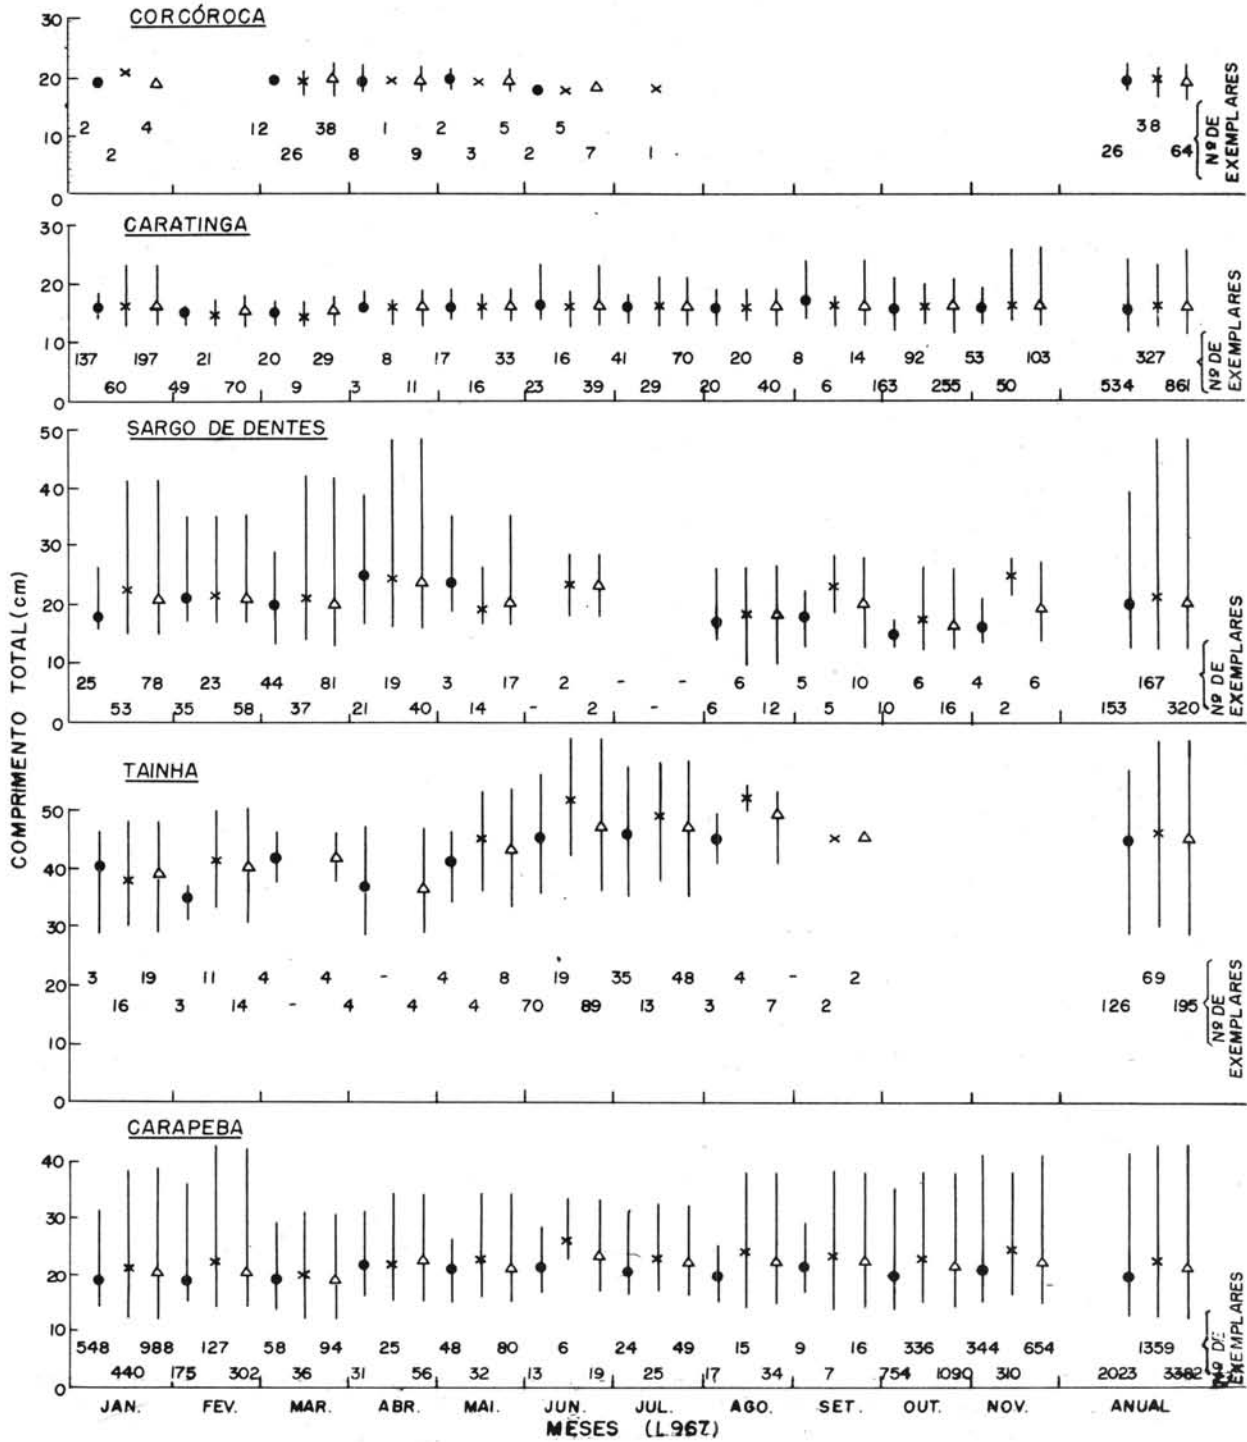 CORCÓROCA
30
20
10
0
2 4 12 38 1 2 5 5 38
2 26 8 9 3 2 7 1 26 64
Nº DE
EXEMPLARES
CARATINGA
30
20
10
0
137 197 21 20 29 8 17 33 16 41 70 20 8 14 92 53 103 327
60 49 70 9 3 11 16 23 39 29 20 40 6 163 255 50 534 861
Nº DE
EXEMPLARES
SARGO DE DENTES
50
40
30
20
10
0
25 78 23 44 81 19 3 17 2 - - 6 5 10 6 4 6 167
53 35 58 37 21 40 14 - 2 - 6 12 5 10 16 2 153 320
Nº DE
EXEMPLARES
COMPRIMENTO TOTAL (cm)
TAINHA
50
40
30
20
10
0
3 19 11 4 4 - 4 8 19 35 48 4 - 2 69
16 3 14 - 4 4 4 70 89 13 3 7 2 126 195
Nº DE
EXEMPLARES
CARAPEBA
40
30
20
10
0
548 988 127 58 94 25 48 80 6 24 49 15 9 16 336 344 654 1359
440 175 302 36 31 56 32 13 19 25 17 34 7 754 1090 310 2023 3382
Nº DE
EXEMPLARES
JAN. FEV. MAR. ABR. MAI. JUN. JUL. AGO. SET. OUT. NOV. ANUAL
MESES (1.967)